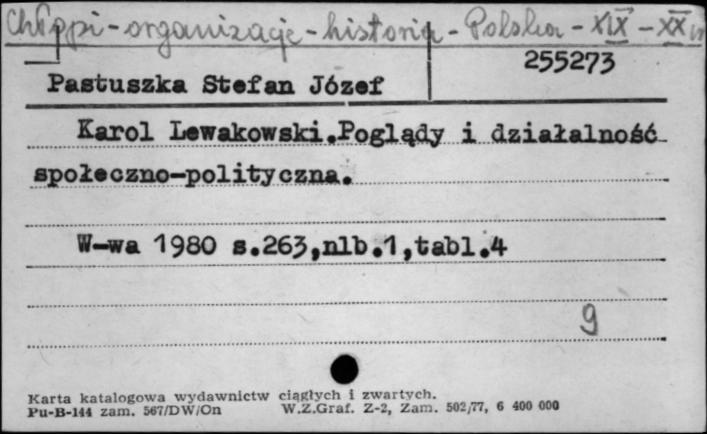 Chłopi - organizacje - historia - Polska - XIX - XX w
255273
Pastuszka Stefan Józef
Karol Lewakowski.Poglądy i działalność
społeczno-polityczna.
W-wa 1980 s.263,nlb.1,tabl.4
9
Karta katalogowa wydawnictw ciągłych i zwartych.
Pu-B-144 zam. 567/DW/On W.Z.Graf. Z-2, Zam. 502/77, 6 400 000